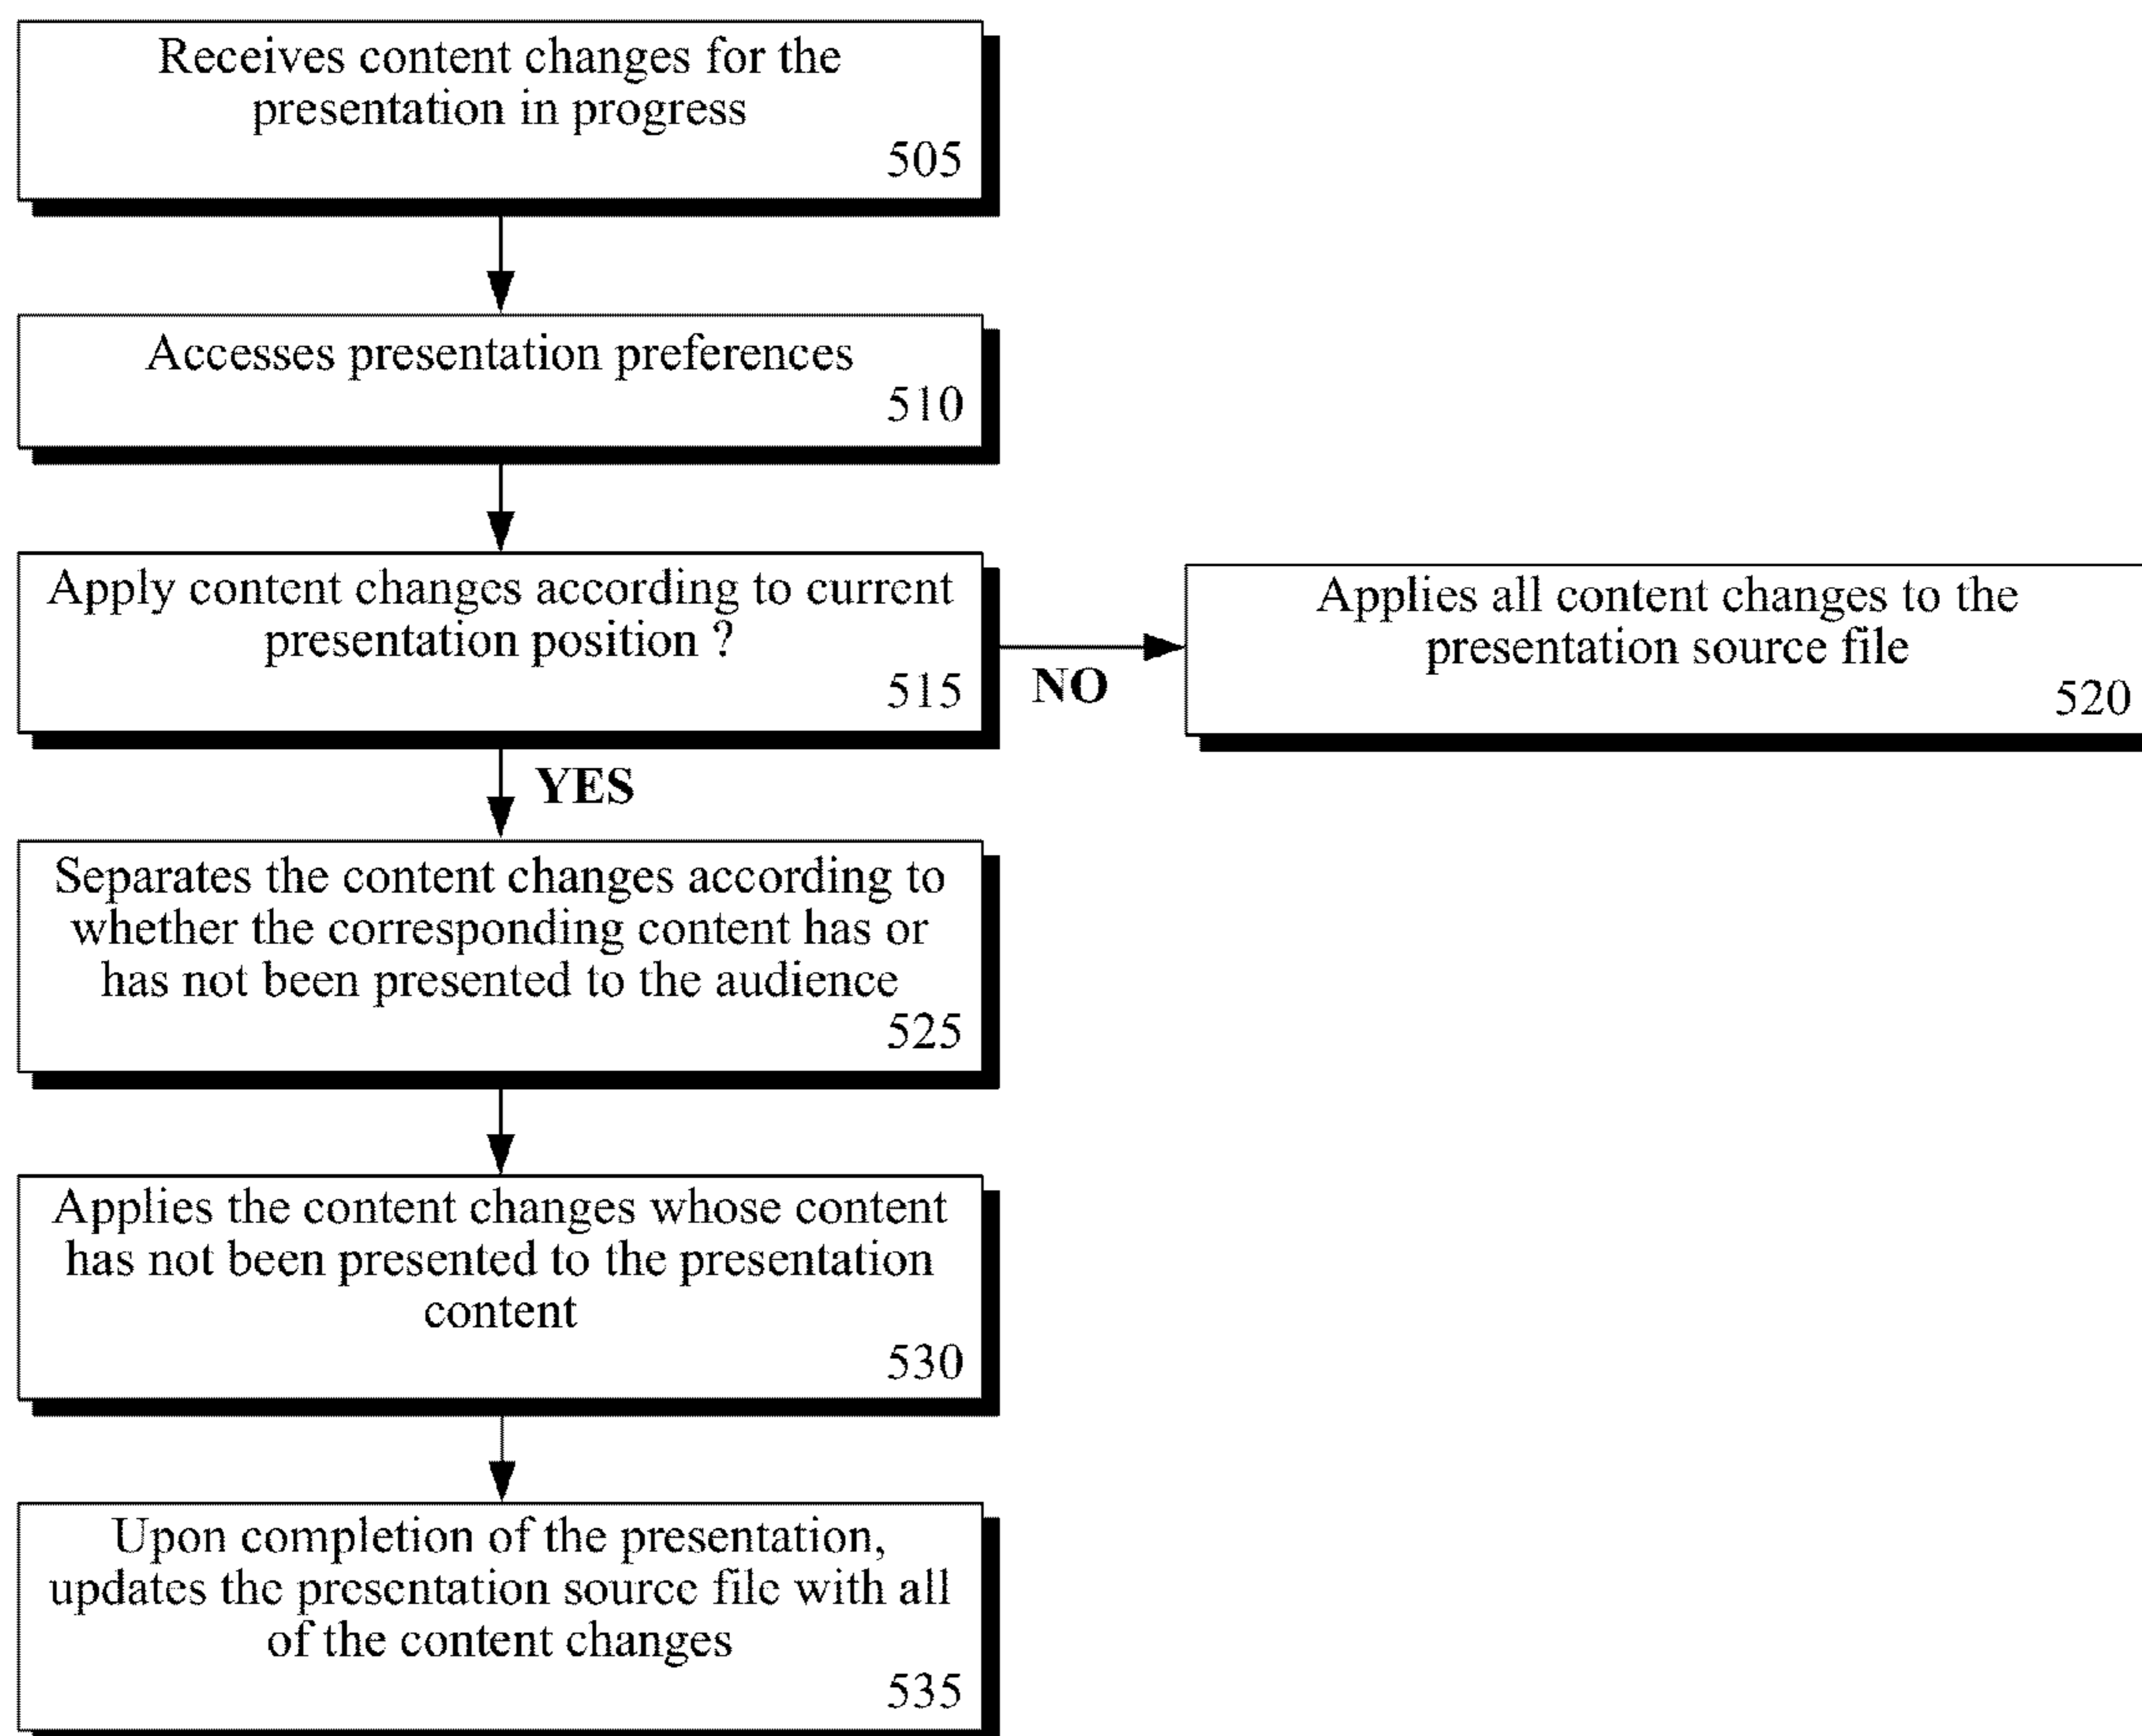 Receives content changes for the
presentation in progress
505
Accesses presentation preferences
510
Apply content changes according to current
presentation position ?
515
NO
Applies all content changes to the
presentation source file
520
YES
Separates the content changes according to
whether the corresponding content has or
has not been presented to the audience
525
Applies the content changes whose content
has not been presented to the presentation
content
530
Upon completion of the presentation,
updates the presentation source file with all
of the content changes
535